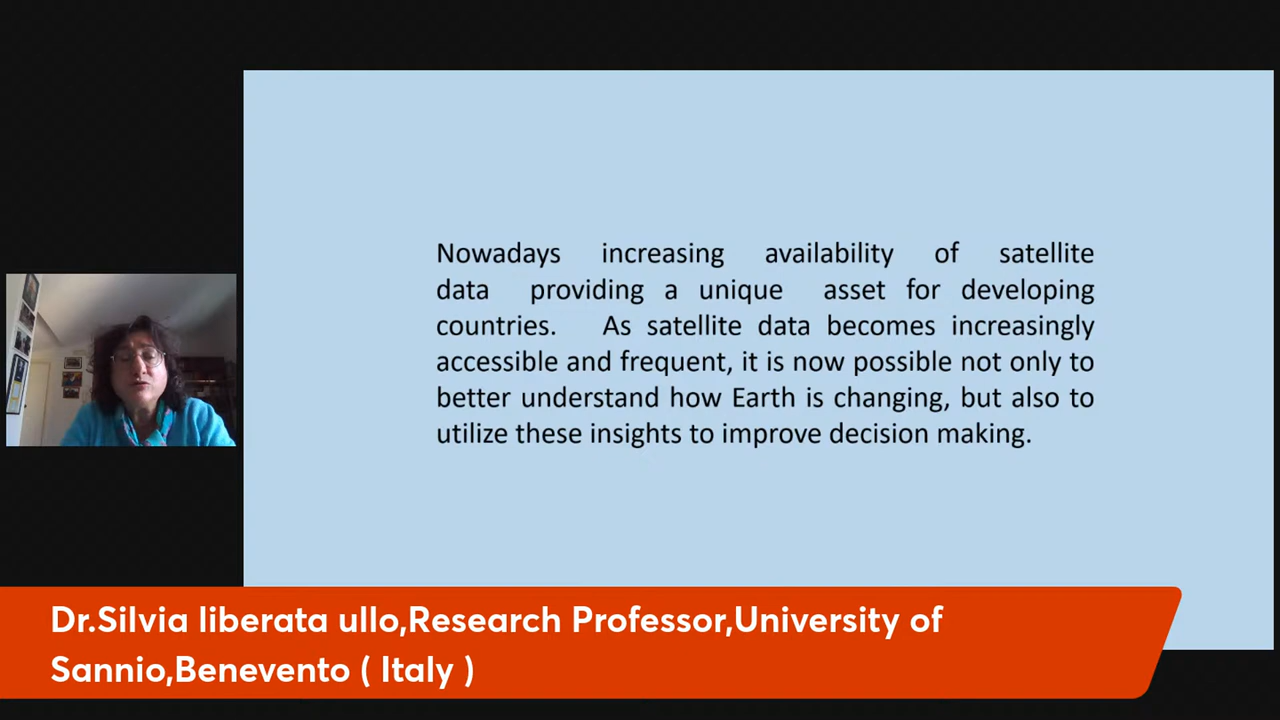 Nowadays increasing availability of satellite
data providing a unique asset for developing
countries. As satellite data becomes increasingly
accessible and frequent, it is now possible not only to
better understand how Earth is changing, but also to
utilize these insights to improve decision making.
Dr.Silvia liberata ullo,Research Professor,University of
Sannio,Benevento ( Italy )